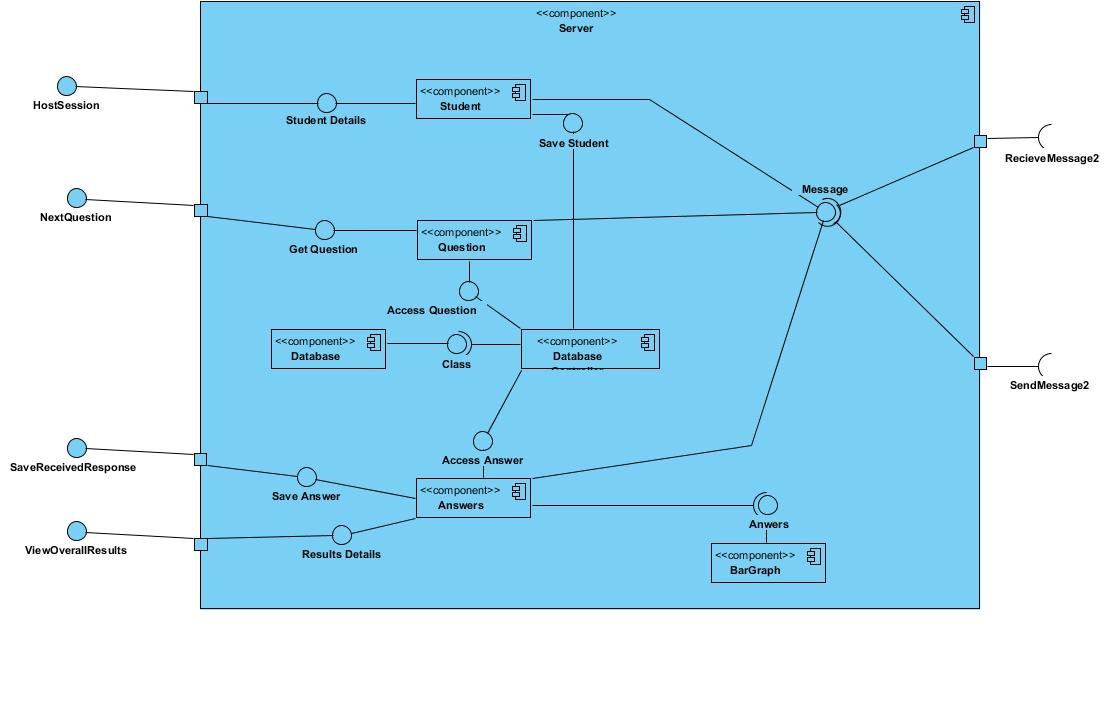 <<component>>
Server
HostSession
<<component>>
Student
Student Details
Save Student
RecieveMessage2
Message
NextQuestion
<<component>>
Question
Get Question
Access Question
<<component>>
Database
Class
<<component>>
Database
Controller
SendMessage2
SaveReceivedResponse
Access Answer
Save Answer
<<component>>
Answers
Anwers
ViewOverallResults
Results Details
<<component>>
BarGraph